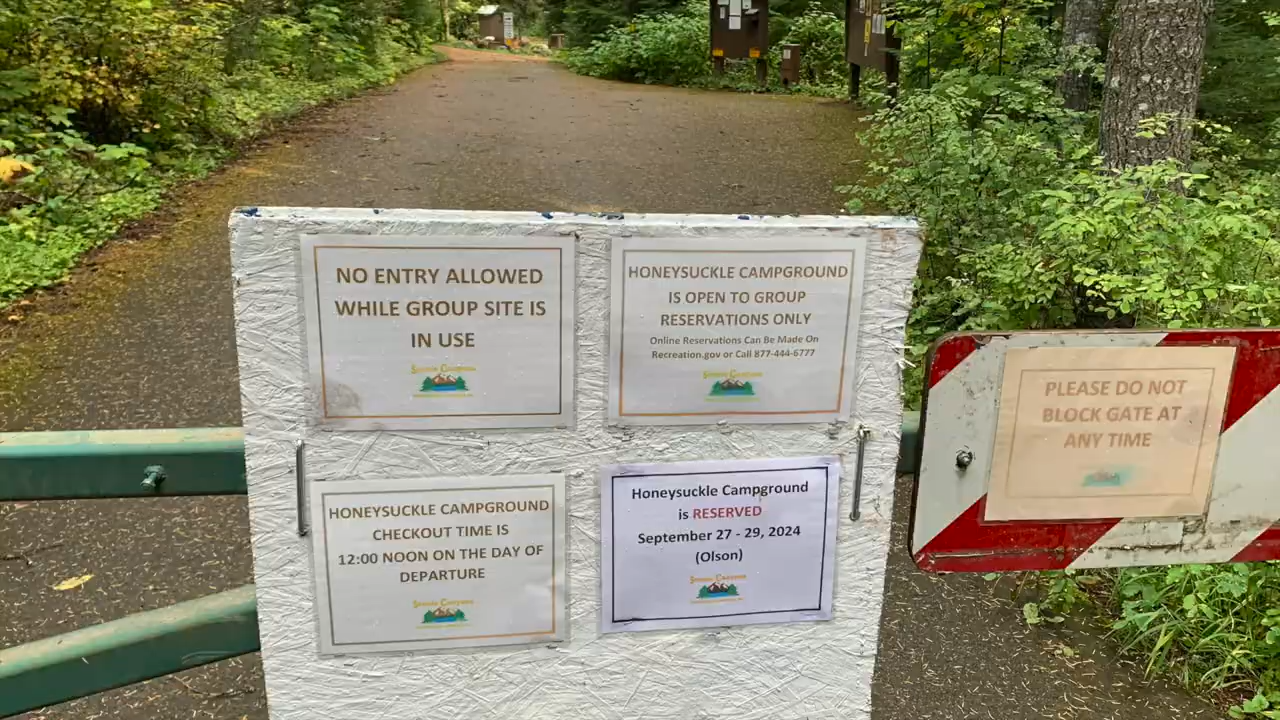 NO ENTRY ALLOWED
WHILE GROUP SITE IS
IN USE
HONEYSUCKLE CAMPGROUND
IS OPEN TO GROUP
RESERVATIONS ONLY
Online Reservations Can Be Made On
Recreation.gov or Call 877-444-6777
HONEYSUCKLE CAMPGROUND
CHECKOUT TIME IS
12:00 NOON ON THE DAY OF
DEPARTURE
Honeysuckle Campground
is RESERVED
September 27 - 29, 2024
(Olson)
PLEASE DO NOT
BLOCK GATE AT
ANY TIME